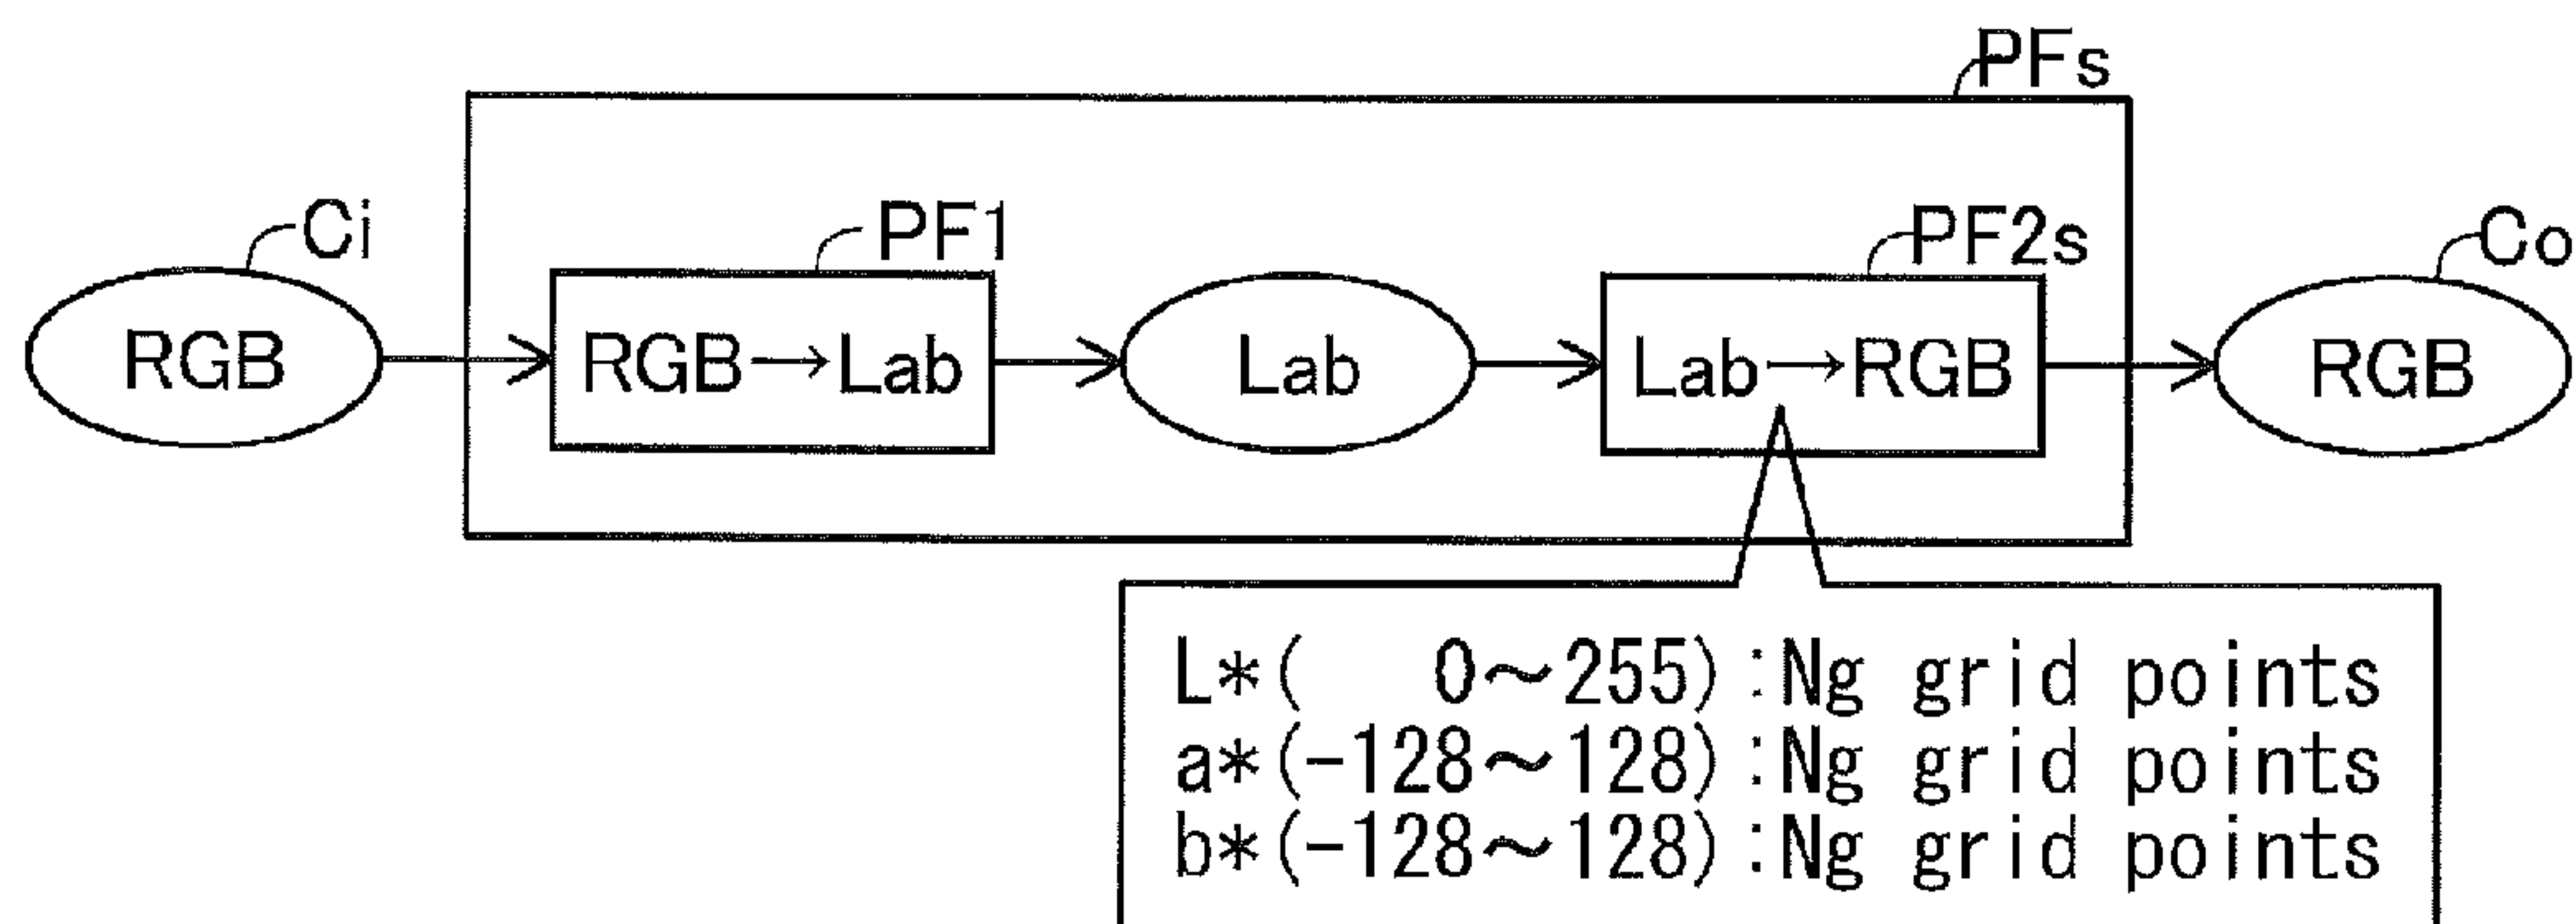 PFs
Ci
PF1
PF2s
Co
RGB
RGB→Lab
Lab
Lab→RGB
RGB
L*(   0～255):Ng grid points
a*(-128～128):Ng grid points
b*(-128～128):Ng grid points